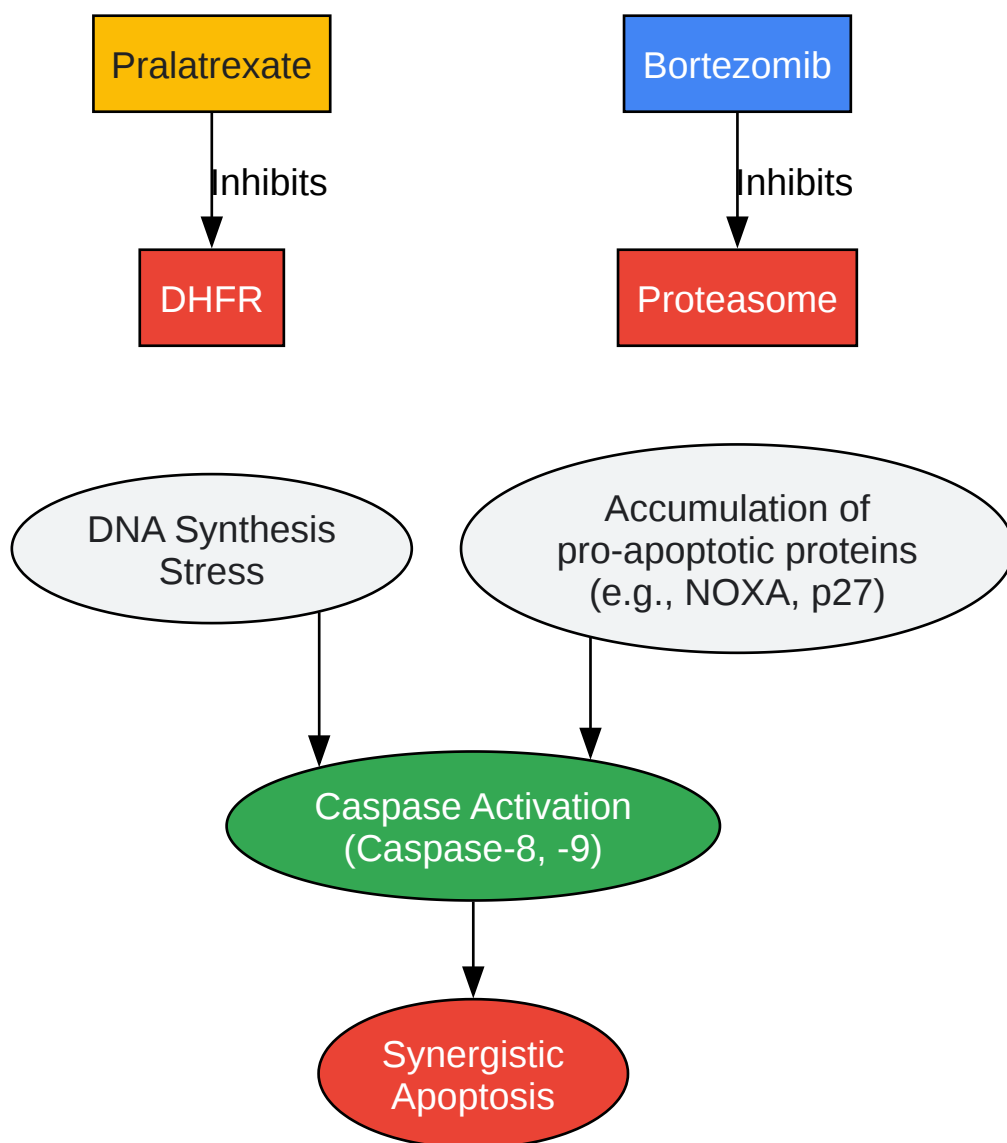 Pralatrexate
Bortezomib
Inhibits
Inhibits
DHFR
Proteasome
DNA Synthesis
Stress
Accumulation of
pro-apoptotic proteins
(e.g., NOXA, p27)
Caspase Activation
(Caspase-8, -9)
Synergistic
Apoptosis